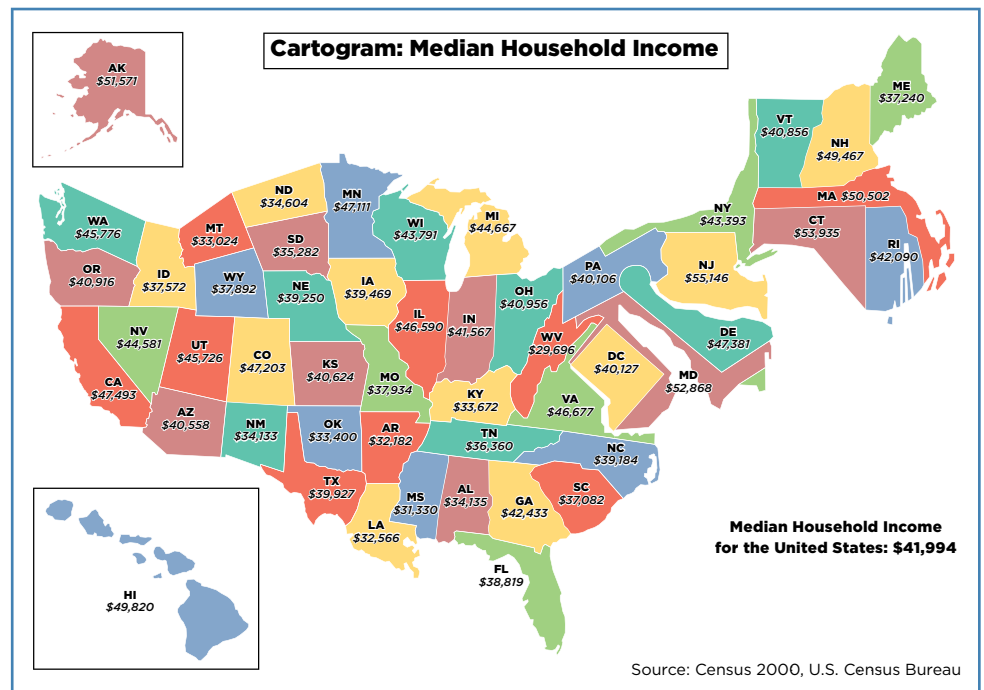 Cartogram: Median Household Income
AK
$51,571
ME
$37,240
VT
$40,856
NH
$49,467
MA $50,502
NY
$43,393
CT
$53,935
RI
$42,090
WA
$45,776
OR
$40,916
ID
$37,572
MT
$33,024
WY
$37,892
ND
$34,604
SD
$35,282
NE
$39,250
MN
$47,111
WI
$43,791
MI
$44,667
IA
$39,469
PA
$40,106
NJ
$55,146
OH
$40,956
IL
$46,590
IN
$41,567
WV
$29,696
DE
$47,381
DC
$40,127
MD
$52,868
NV
$44,581
UT
$45,726
CO
$47,203
KS
$40,624
MO
$37,934
KY
$33,672
VA
$46,677
CA
$47,493
AZ
$40,558
NM
$34,133
OK
$33,400
AR
$32,182
TN
$36,360
NC
$39,184
TX
$39,927
LA
$32,566
MS
$31,330
AL
$34,135
GA
$42,433
SC
$37,082
FL
$38,819
HI
$49,820
Median Household Income
for the United States: $41,994
Source: Census 2000, U.S. Census Bureau